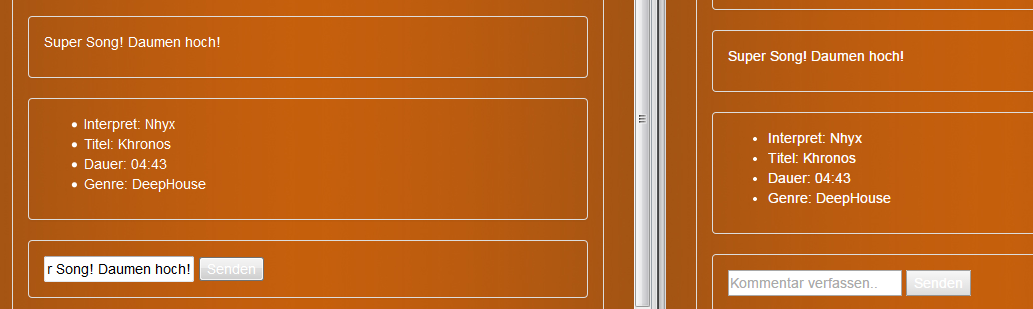 Super Song! Daumen hoch!
Interpret: Nhyx
Titel: Khronos
Dauer: 04:43
Genre: DeepHouse
r Song! Daumen hoch!
Senden
Super Song! Daumen hoch!
Interpret: Nhyx
Titel: Khronos
Dauer: 04:43
Genre: DeepHouse
Kommentar verfassen..
Senden